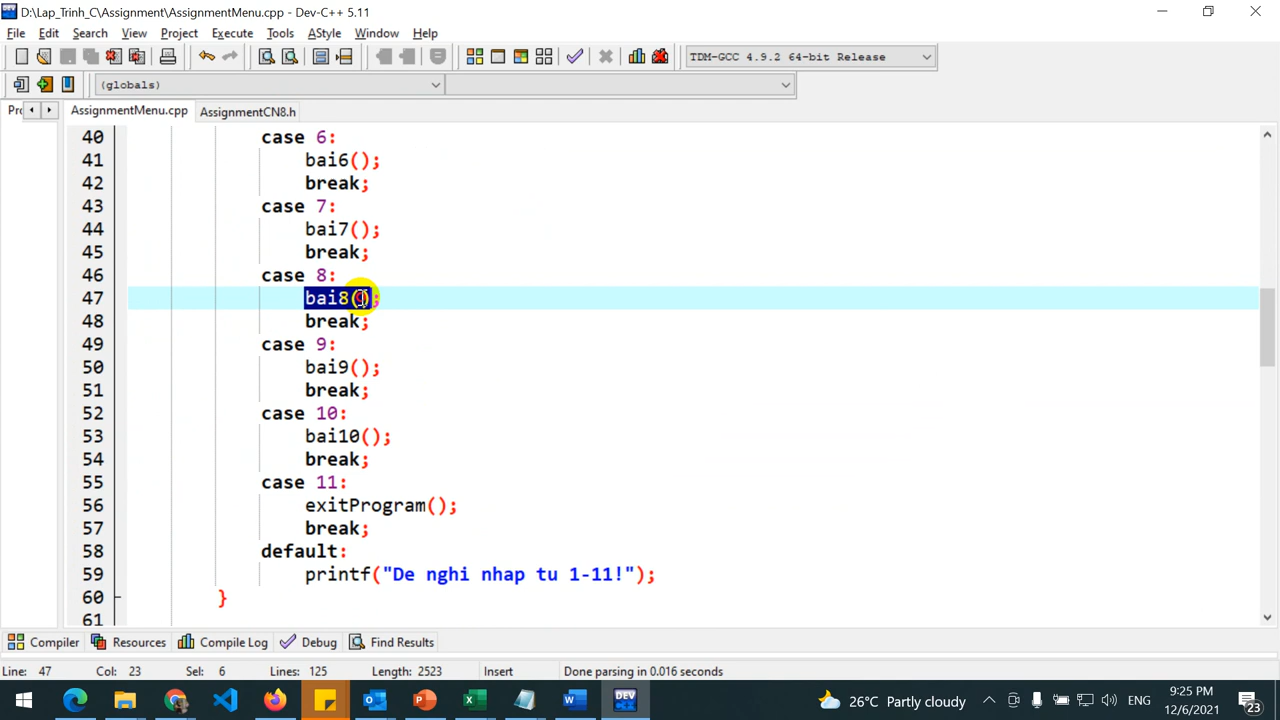 D:\Lap_Trinh_C\Assignment\AssignmentMenu.cpp - Dev-C++ 5.11
File Edit Search View Project Execute Tools AStyle Window Help
TDM-GCC 4.9.2 64-bit Release
(globals)
Prc AssignmentMenu.cpp AssignmentCN8.h
40 case 6:
41 bai6();
42 break;
43 case 7:
44 bai7();
45 break;
46 case 8:
47 bai8();
48 break;
49 case 9:
50 bai9();
51 break;
52 case 10:
53 bai10();
54 break;
55 case 11:
56 exitProgram();
57 break;
58 default:
59 printf("De nghi nhap tu 1-11!");
60 }
61
Compiler Resources Compile Log Debug Find Results
Line: 47 Col: 23 Sel: 6 Lines: 125 Length: 2523 Insert Done parsing in 0.016 seconds
DEV 26°C Partly cloudy ENG 9:25 PM
12/6/2021 23